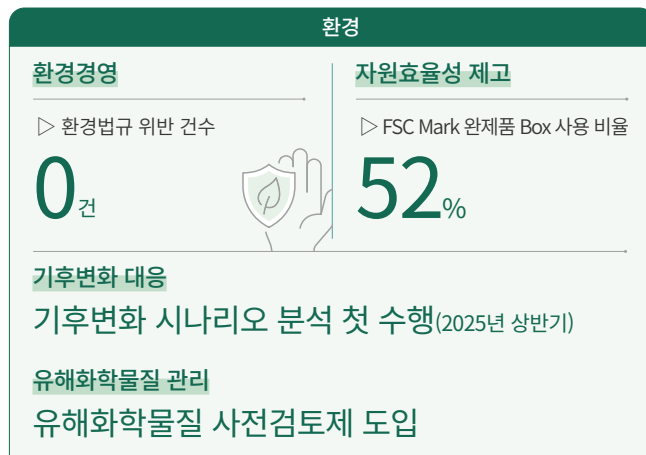 환경
환경경영
▷ 환경법규 위반 건수
0건
자원효율성 제고
▷ FSC Mark 완제품 Box 사용 비율
52%
기후변화 대응
기후변화 시나리오 분석 첫 수행(2025년 상반기)
유해화학물질 관리
유해화학물질 사전검토제 도입